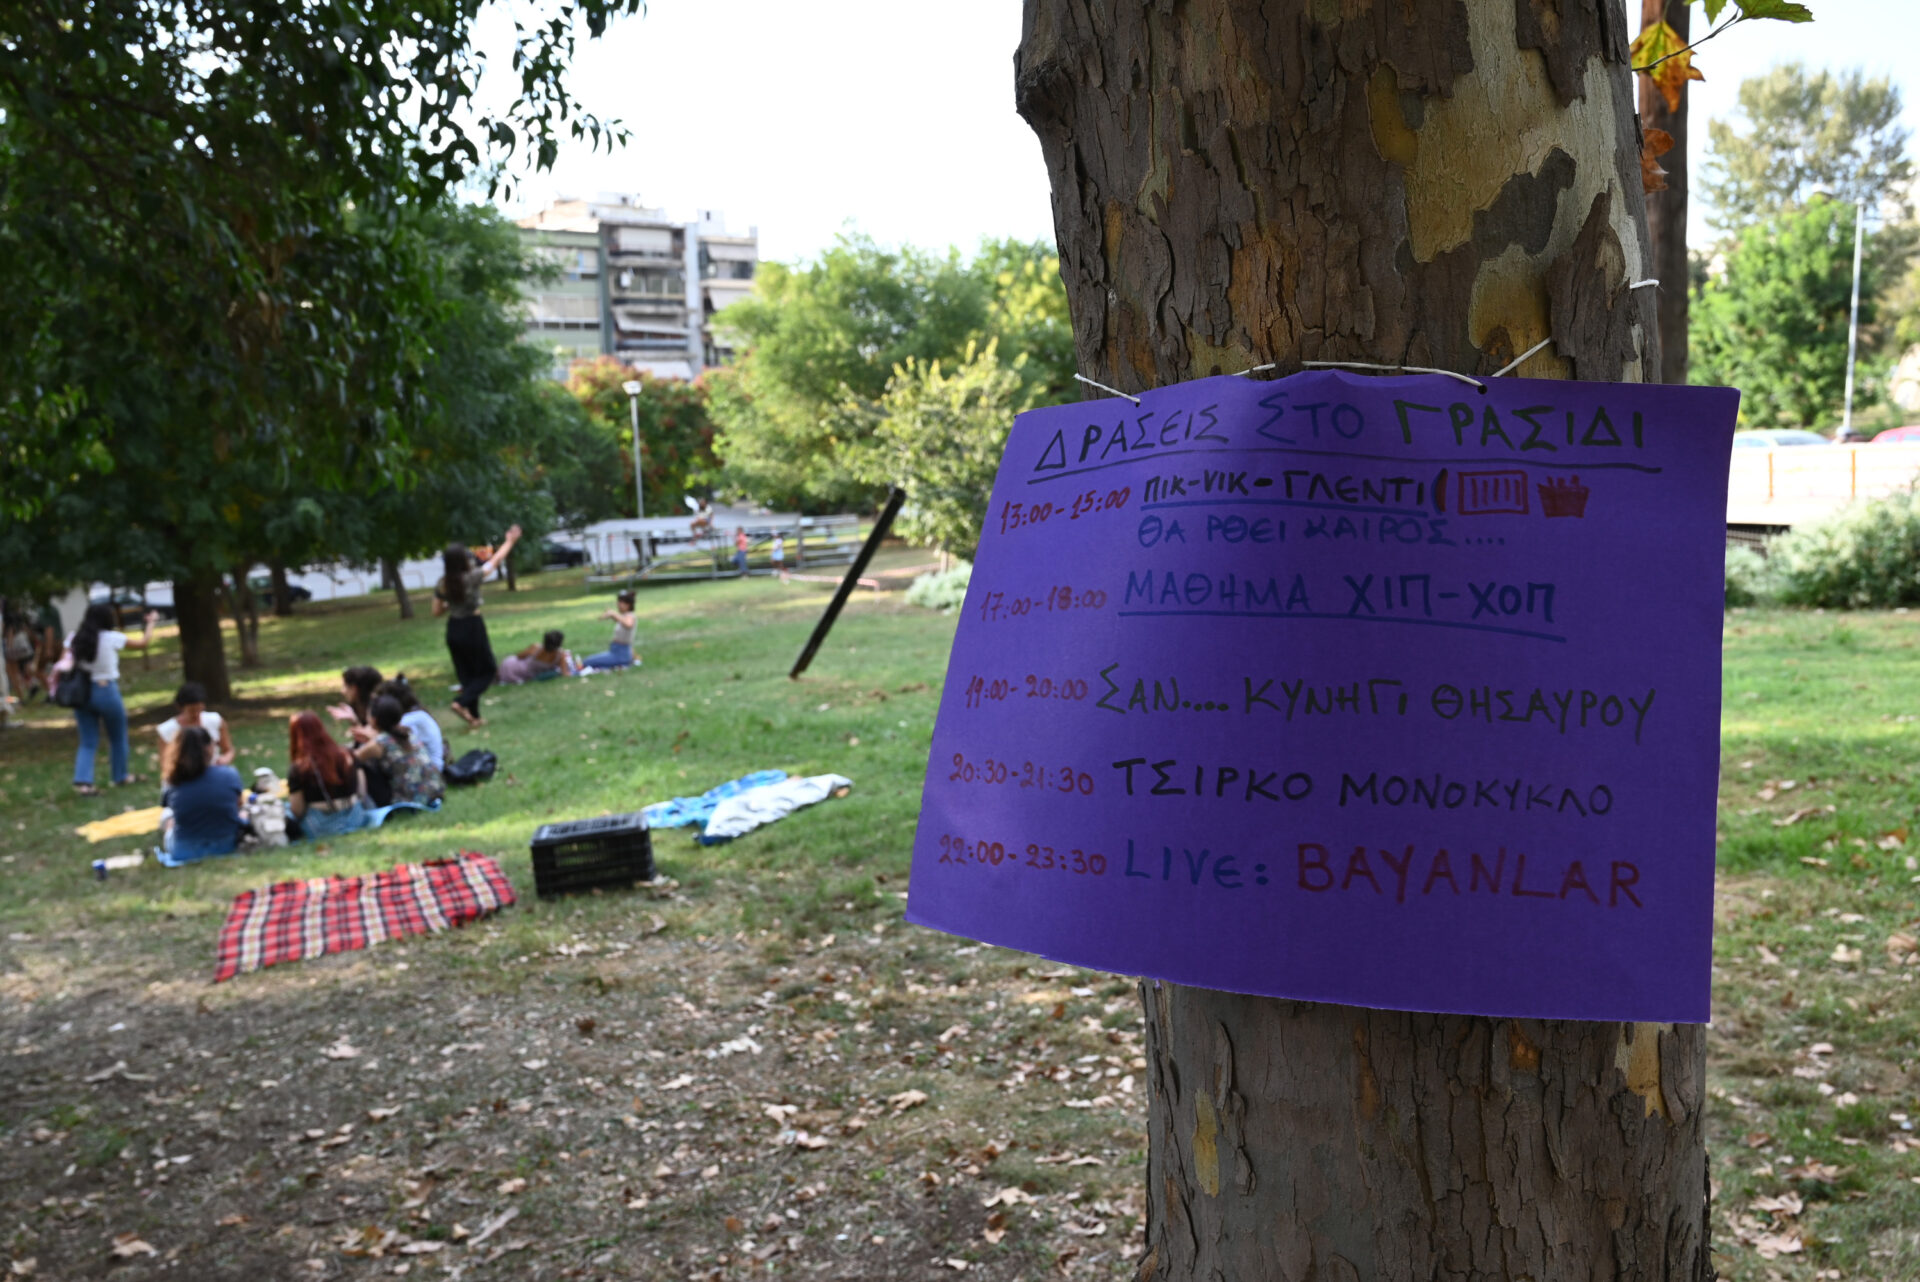 ΔΡΑΣΕΙΣ ΣΤΟ ΓΡΑΣΙΔΙ
13:00-15:00 ΠΙΚ-ΝΙΚ-ΓΛΕΝΤΙ
ΘΑ ΡΘΕΙ ΚΑΙΡΟΣ....
17:00-18:00 ΜΑΘΗΜΑ ΧΙΠ-ΧΟΠ
19:00-20:00 ΣΑΝ.... ΚΥΝΗΓΙ ΘΗΣΑΥΡΟΥ
20:30-21:30 ΤΣΙΡΚΟ ΜΟΝΟΚΥΚΛΟ
22:00-23:30 LIVE: BAYANLAR